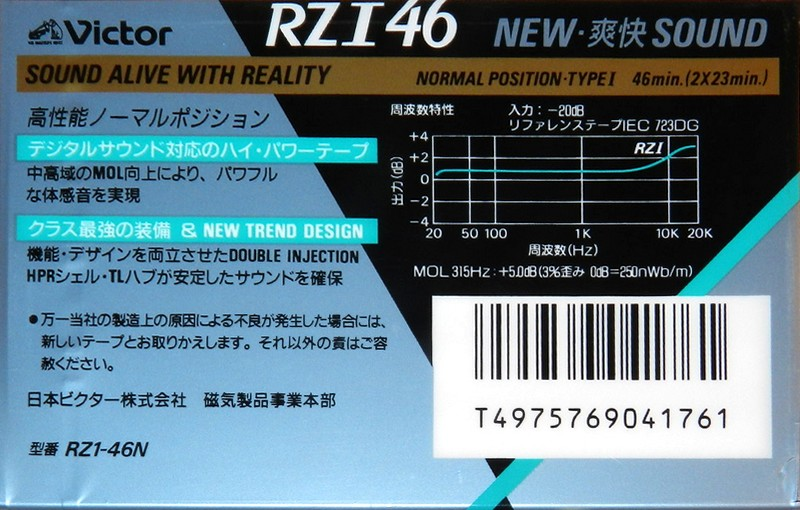 Victor
RZI 46
NEW・爽快 SOUND
SOUND ALIVE WITH REALITY
NORMAL POSITION・TYPE I 46min.(2X23min.)
高性能ノーマルポジション
デジタルサウンド対応のハイ・パワーテープ
中高域のMOL向上により、パワフル
な体感音を実現
クラス最強の装備 & NEW TREND DESIGN
機能・デザインを両立させたDOUBLE INJECTION
HPRシェル・TLハブが安定したサウンドを確保
●万一当社の製造上の原因による不良が発生した場合には、
新しいテープとお取りかえします。それ以外の責はご容
赦ください。
日本ビクター株式会社 磁気製品事業本部
型番 RZ1-46N
周波数特性
入力：-20dB
リファレンステープIEC 723DG
出力(dB)
+4
+2
0
-2
-4
RZI
20 50 100 1K 10K 20K
周波数(Hz)
MOL 315Hz：+5.0dB(3%歪み 0dB=250nWb/m)
T4975769041761